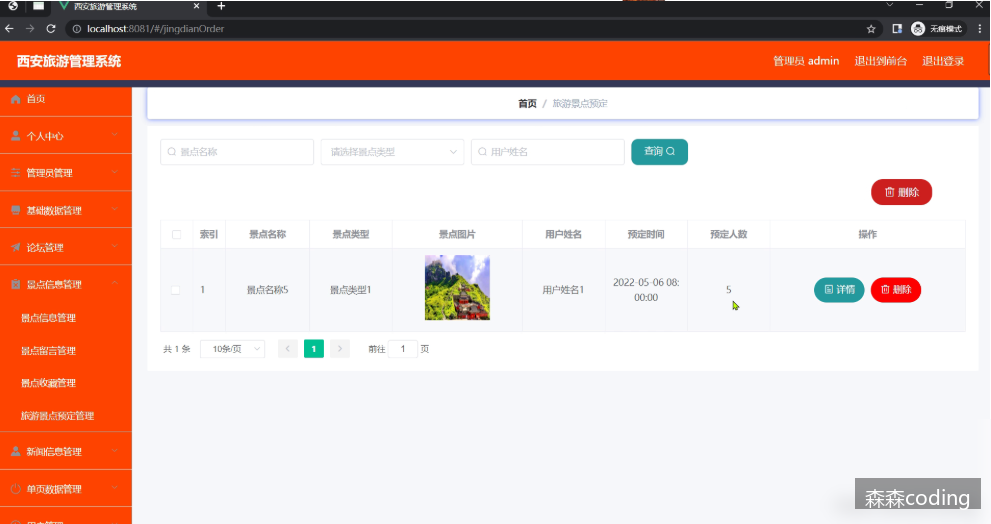 西安旅游管理系统
localhost:8081/#/jingdianOrder
无痕模式
西安旅游管理系统
管理员 admin
退出到前台
退出登录
首页
个人中心
管理员管理
基础数据管理
论坛管理
景点信息管理
景点信息管理
景点留言管理
景点收藏管理
旅游景点预定管理
新闻信息管理
单页数据管理
首页 / 旅游景点预定
景点名称
请选择景点类型
用户姓名
查询
删除
索引 景点名称 景点类型 景点图片 用户姓名 预定时间 预定人数 操作
1 景点名称5 景点类型1 用户姓名1 2022-05-06 08:
00:00 5 详情 删除
共 1 条 10条/页 1 前往 1 页
森森coding